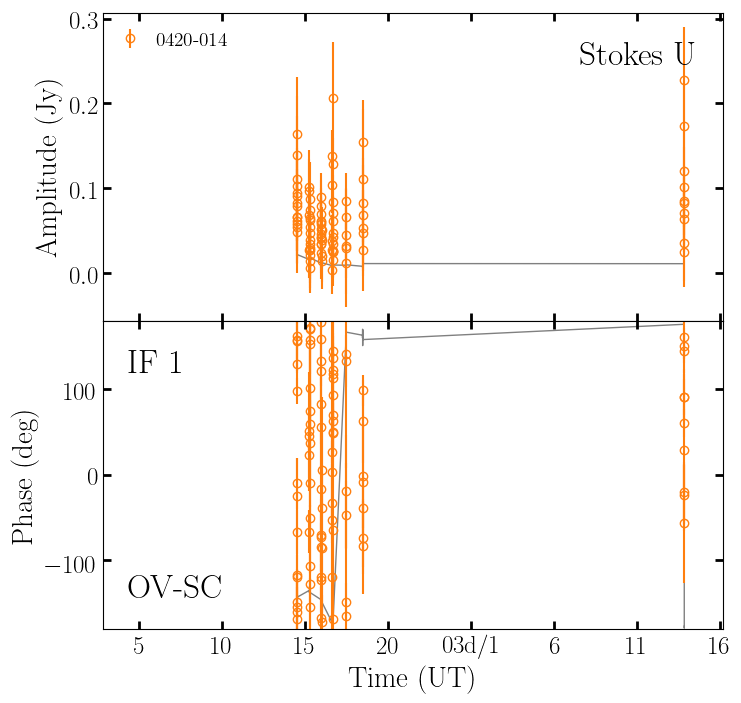 0.3
0420-014
Stokes U
0.2
Amplitude (Jy)
0.1
0.0
IF 1
100
Phase (deg)
0
−100
OV-SC
5 10 15 20 03d/1 6 11 16
Time (UT)